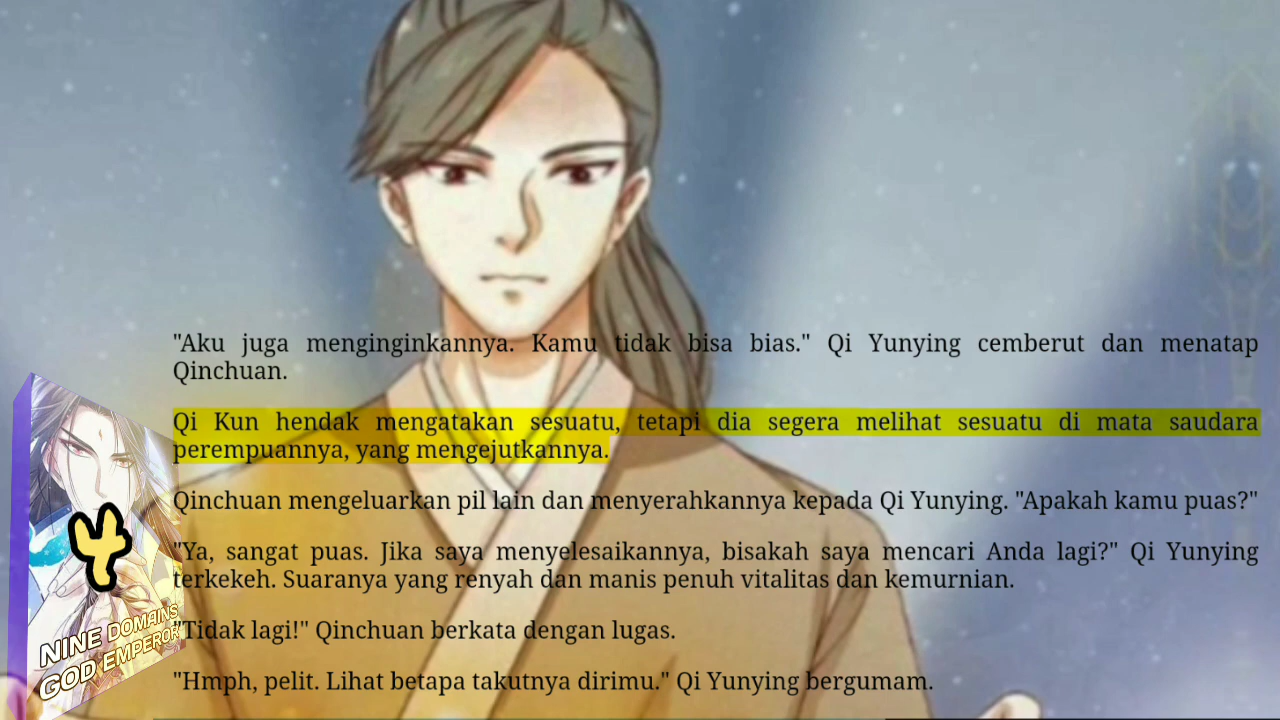 "Aku juga menginginkannya. Kamu tidak bisa bias." Qi Yunying cemberut dan menatap
Qinchuan.
Qi Kun hendak mengatakan sesuatu, tetapi dia segera melihat sesuatu di mata saudara
perempuannya, yang mengejutkannya.
Qinchuan mengeluarkan pil lain dan menyerahkannya kepada Qi Yunying. "Apakah kamu puas?"
"Ya, sangat puas. Jika saya menyelesaikannya, bisakah saya mencari Anda lagi?" Qi Yunying
terkekeh. Suaranya yang renyah dan manis penuh vitalitas dan kemurnian.
"Tidak lagi!" Qinchuan berkata dengan lugas.
"Hmph, pelit. Lihat betapa takutnya dirimu." Qi Yunying bergumam.
NINE DOMAINS
GOD EMPEROR